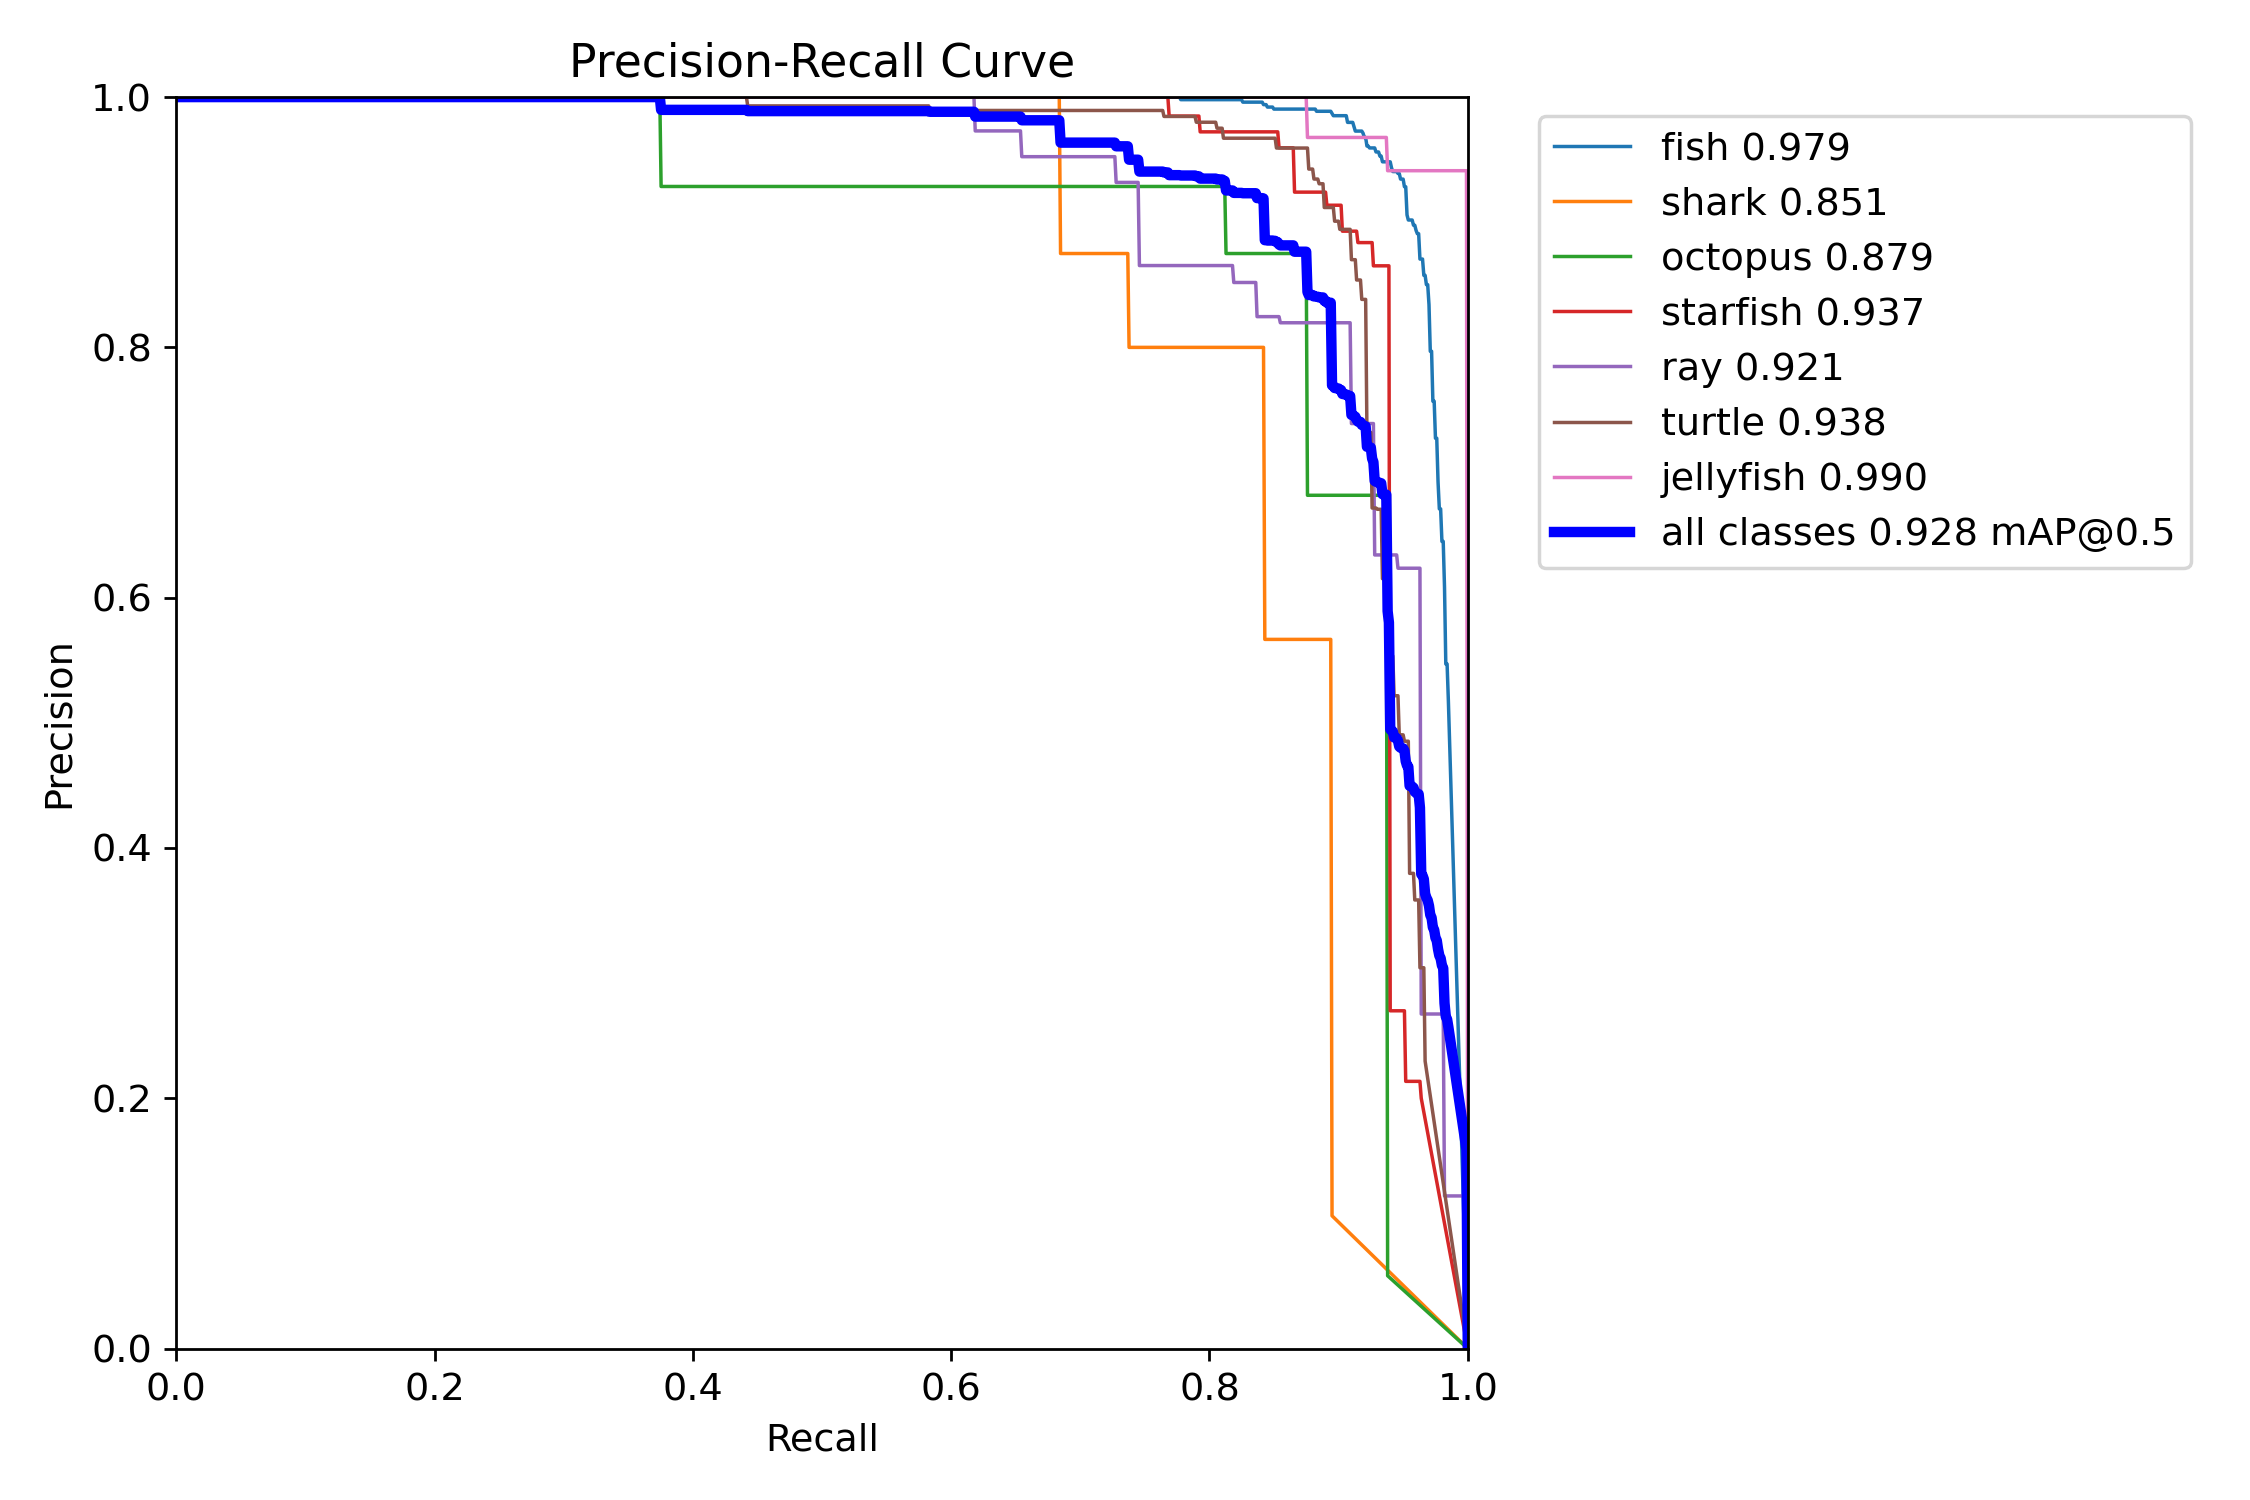 Precision-Recall Curve
1.0
0.8
0.6
0.4
0.2
0.0
Precision
0.0 0.2 0.4 0.6 0.8 1.0
Recall
fish 0.979
shark 0.851
octopus 0.879
starfish 0.937
ray 0.921
turtle 0.938
jellyfish 0.990
all classes 0.928 mAP@0.5